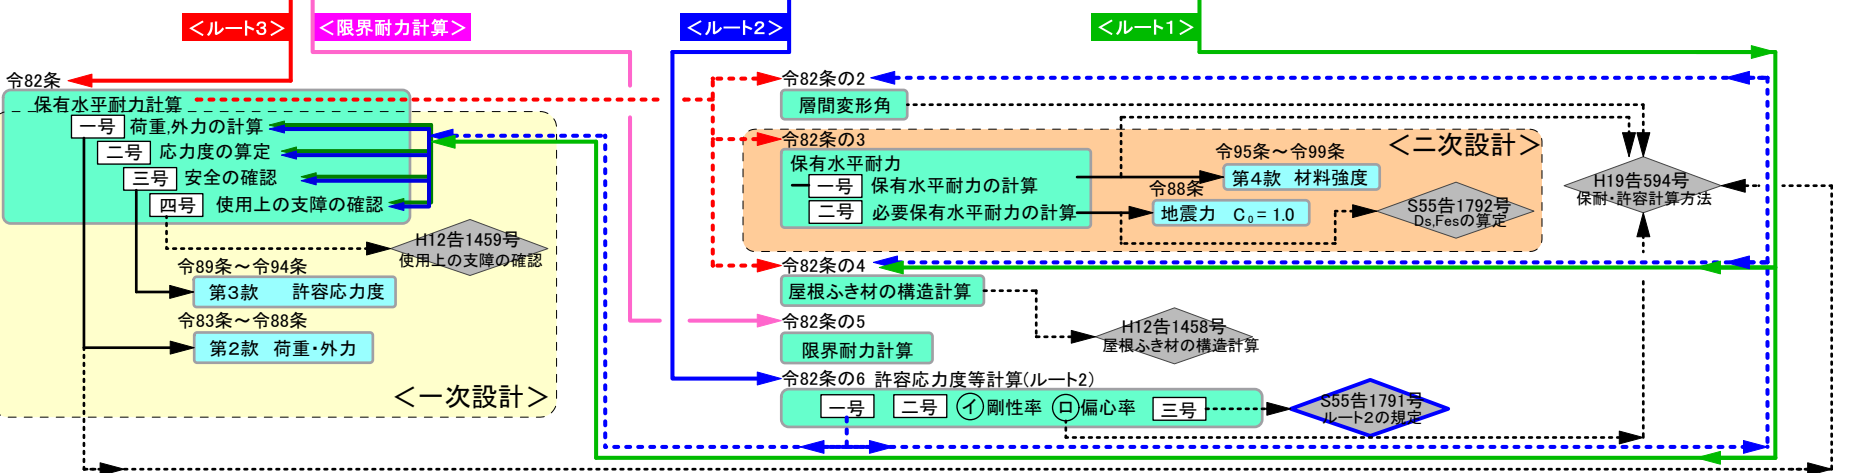 ＜ルート3＞
＜限界耐力計算＞
＜ルート2＞
＜ルート1＞
令82条
保有水平耐力計算
一号 荷重,外力の計算
二号 応力度の算定
三号 安全の確認
四号 使用上の支障の確認
H12告1459号
使用上の支障の確認
令89条～令94条
第3款 許容応力度
令83条～令88条
第2款 荷重・外力
＜一次設計＞
令82条の2
層間変形角
令82条の3
＜二次設計＞
保有水平耐力
一号 保有水平耐力の計算
二号 必要保有水平耐力の計算
令95条～令99条
第4款 材料強度
令88条
地震力 C₀＝1.0
S55告1792号
Ds,Fesの算定
H19告594号
保耐・許容計算方法
令82条の4
屋根ふき材の構造計算
H12告1458号
屋根ふき材の構造計算
令82条の5
限界耐力計算
令82条の6 許容応力度等計算(ルート2)
一号 二号 イ 剛性率 ロ 偏心率 三号
S55告1791号
ルート2の規定